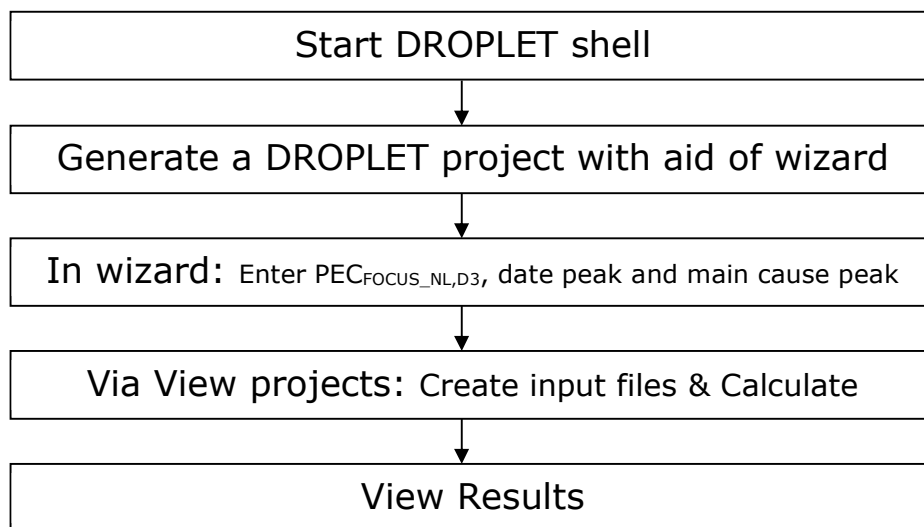 Start DROPLET shell
Generate a DROPLET project with aid of wizard
In wizard: Enter PECFOCUS_NL,D3, date peak and main cause peak
Via View projects: Create input files & Calculate
View Results